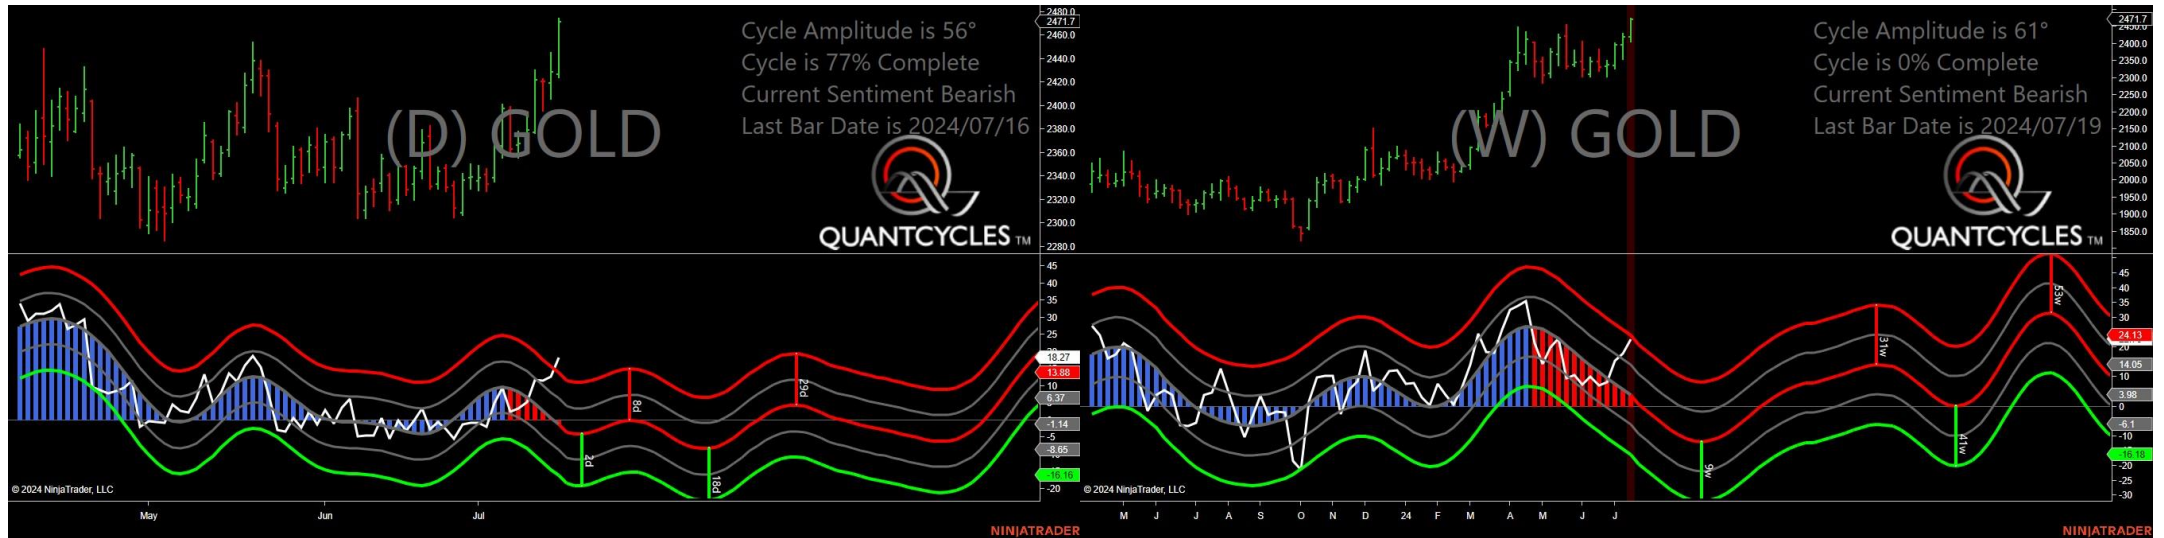 Cycle Amplitude is 56°
Cycle is 77% Complete
Current Sentiment Bearish
Last Bar Date is 2024/07/16
(D) GOLD
QUANTCYCLES TM
2480.0
2471.7
2460.0
2440.0
2420.0
2400.0
2380.0
2360.0
2340.0
2320.0
2300.0
2280.0
45
40
35
30
25
18.27
13.88
10
6.37
-1.14
-5
-8.65
-16.16
-20
2d
8d
18d
29d
© 2024 NinjaTrader, LLC
May
Jun
Jul
NINJATRADER
Cycle Amplitude is 61°
Cycle is 0% Complete
Current Sentiment Bearish
Last Bar Date is 2024/07/19
(W) GOLD
QUANTCYCLES TM
2471.7
2450.0
2400.0
2350.0
2300.0
2250.0
2200.0
2150.0
2100.0
2050.0
2000.0
1950.0
1900.0
1850.0
45
40
35
30
24.13
20
14.05
10
3.98
0
-6.1
-10
-16.18
-20
-25
-30
9w
31w
41w
53w
© 2024 NinjaTrader, LLC
M J J A S O N D 24 F M A M J J
NINJATRADER